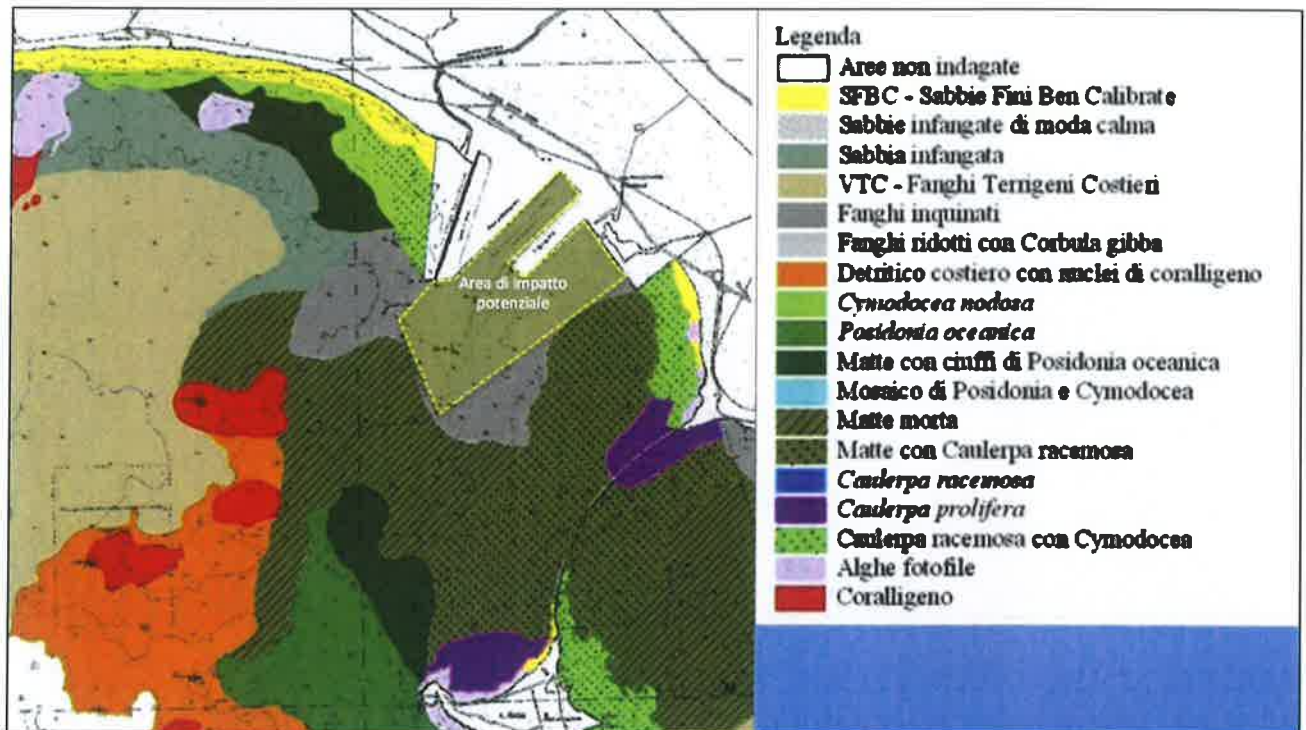 Area di impatto
potenziale
Legenda
Aree non indagate
SFBC - Sabbie Fini Ben Calibrate
Sabbie infangate di moda calma
Sabbia infangata
VTC - Fanghi Terrigeni Costieri
Fanghi inquinati
Fanghi ridotti con Corbula gibba
Detritico costiero con nuclei di coralligeno
Cymodocea nodosa
Posidonia oceanica
Matte con ciuffi di Posidonia oceanica
Mosaico di Posidonia e Cymodocea
Matte morta
Matte con Caulerpa racemosa
Caulerpa racemosa
Caulerpa prolifera
Caulerpa racemosa con Cymodocea
Alghe fotofile
Coralligeno